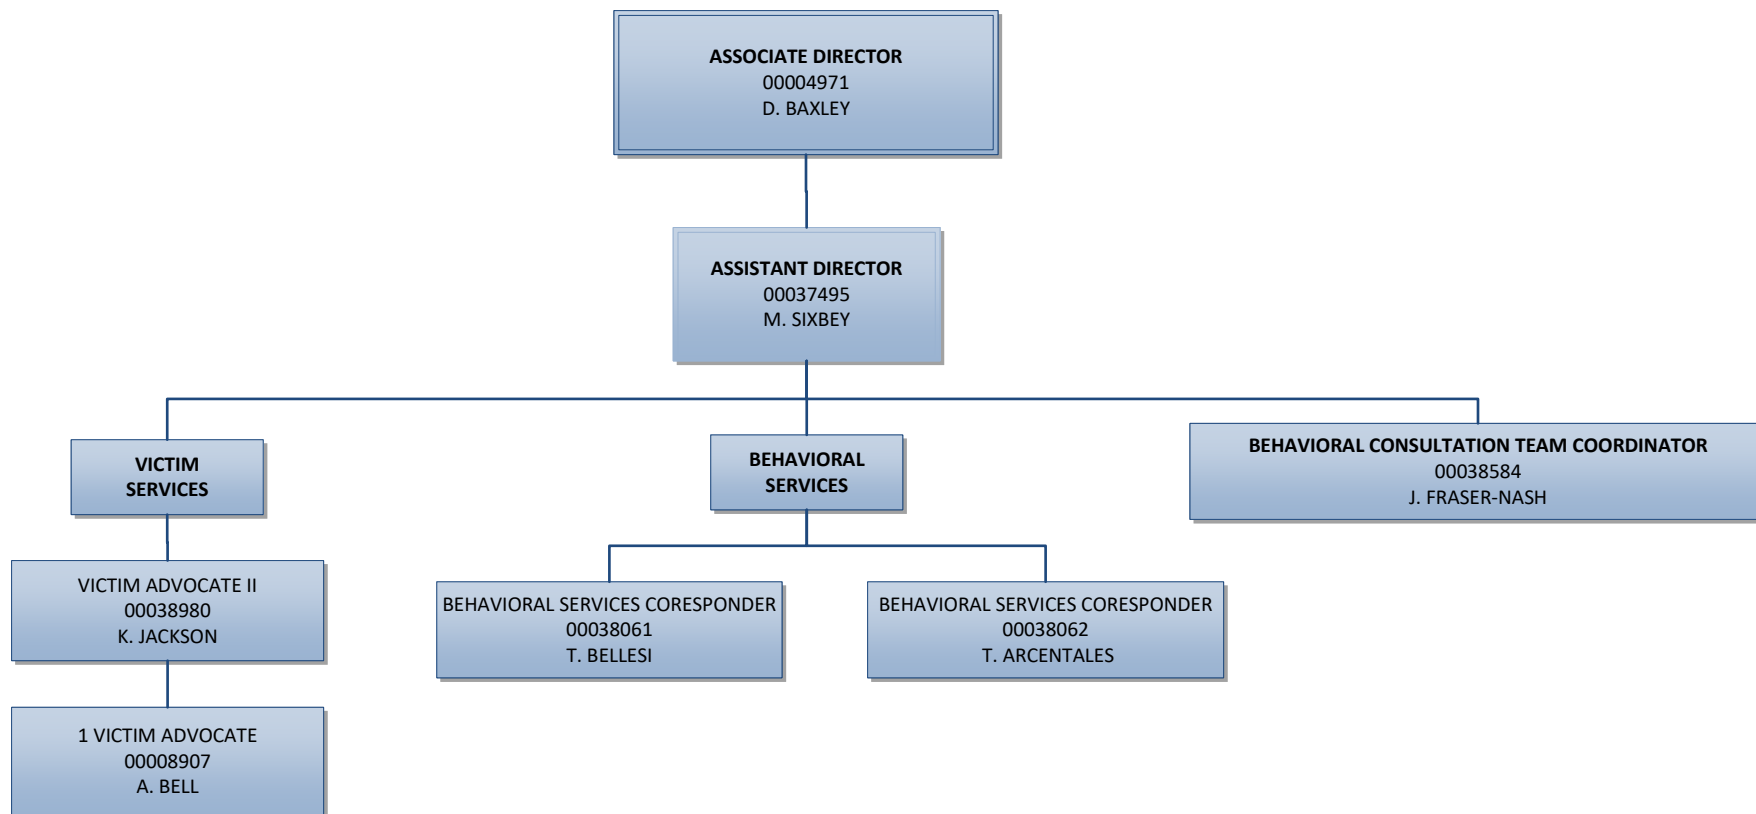 ASSOCIATE DIRECTOR
00004971
D. BAXLEY
ASSISTANT DIRECTOR
00037495
M. SIXBEY
VICTIM
SERVICES
BEHAVIORAL
SERVICES
BEHAVIORAL CONSULTATION TEAM COORDINATOR
00038584
J. FRASER-NASH
VICTIM ADVOCATE II
00038980
K. JACKSON
BEHAVIORAL SERVICES CORESPONDER
00038061
T. BELLESI
BEHAVIORAL SERVICES CORESPONDER
00038062
T. ARCENTALES
1 VICTIM ADVOCATE
00008907
A. BELL